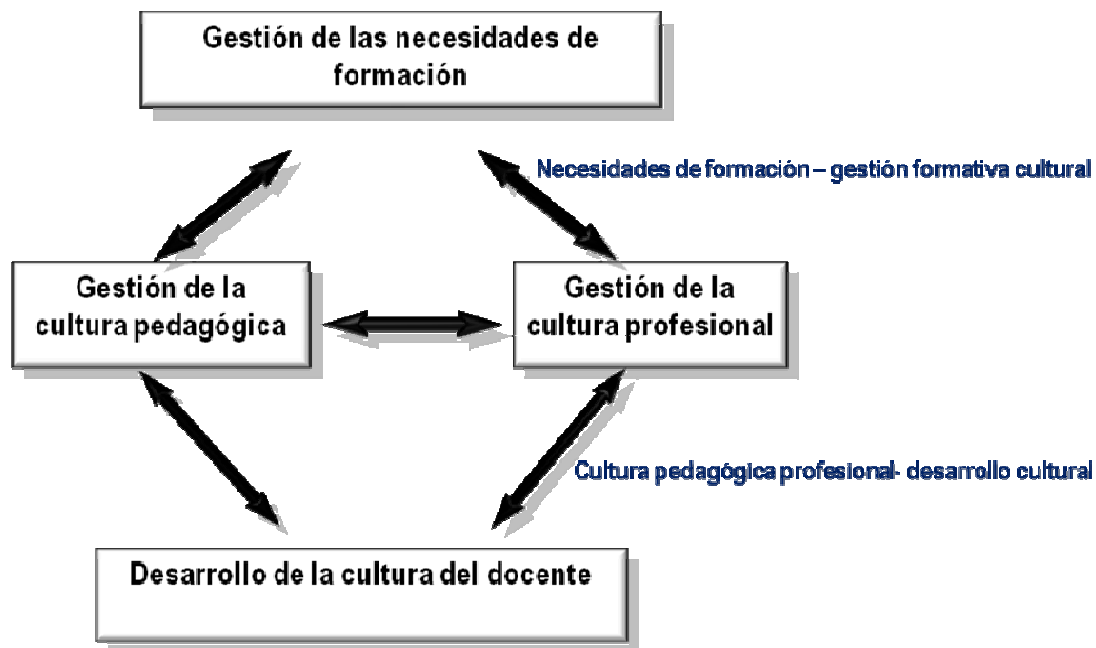 Gestión de las necesidades de
formación
Necesidades de formación – gestión formativa cultural
Gestión de la
cultura pedagógica
Gestión de la
cultura profesional
Cultura pedagógica profesional- desarrollo cultural
Desarrollo de la cultura del docente